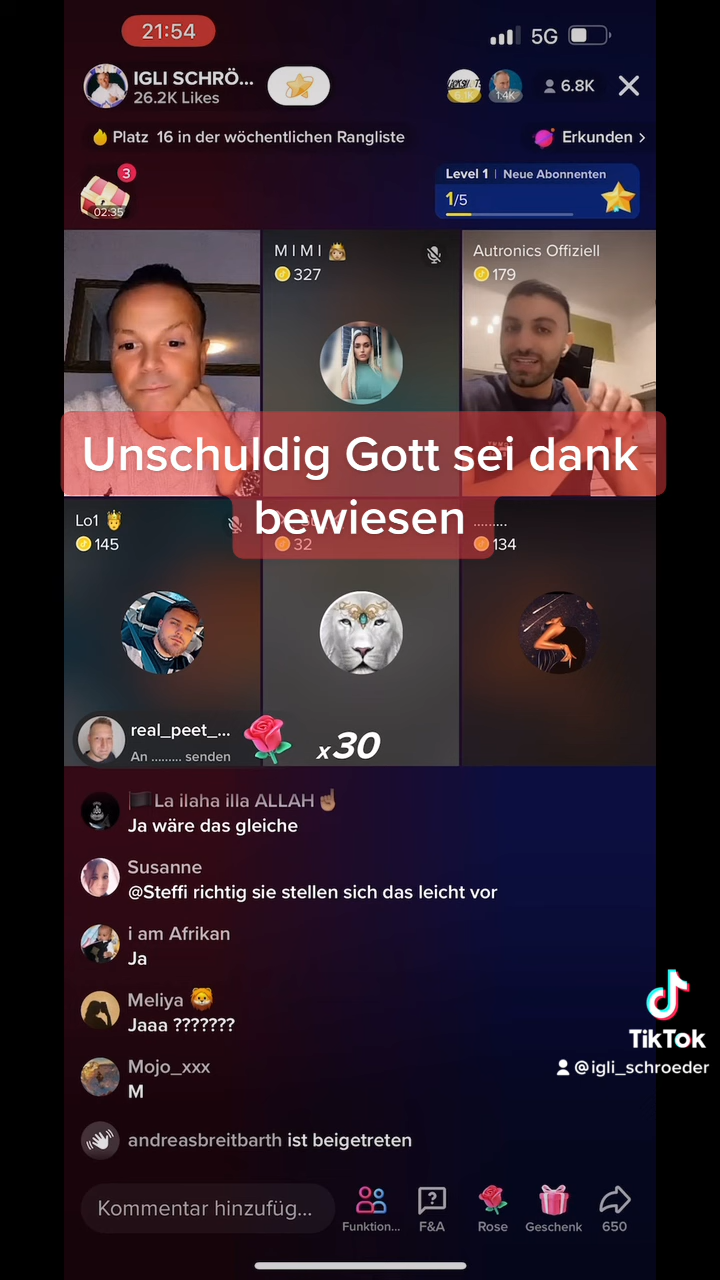 21:54
5G
IGLI SCHRÖ...
26.2K Likes
1.4K
6.8K
Platz 16 in der wöchentlichen Rangliste
Erkunden >
3
02:35
Level 1 | Neue Abonnenten
1/5
M I M I
327
Autronics Offiziell
179
Unschuldig Gott sei dank
bewiesen
Lo1
145
32
.........
134
real_peet_...
An ......... senden
x30
La ilaha illa ALLAH
Ja wäre das gleiche
Susanne
@Steffi richtig sie stellen sich das leicht vor
i am Afrikan
Ja
Meliya
Jaaa ???????
Mojo_xxx
M
andreasbreitbarth ist beigetreten
TikTok
@igli_schroeder
Kommentar hinzufüg...
Funktion...
F&A
Rose
Geschenk
650